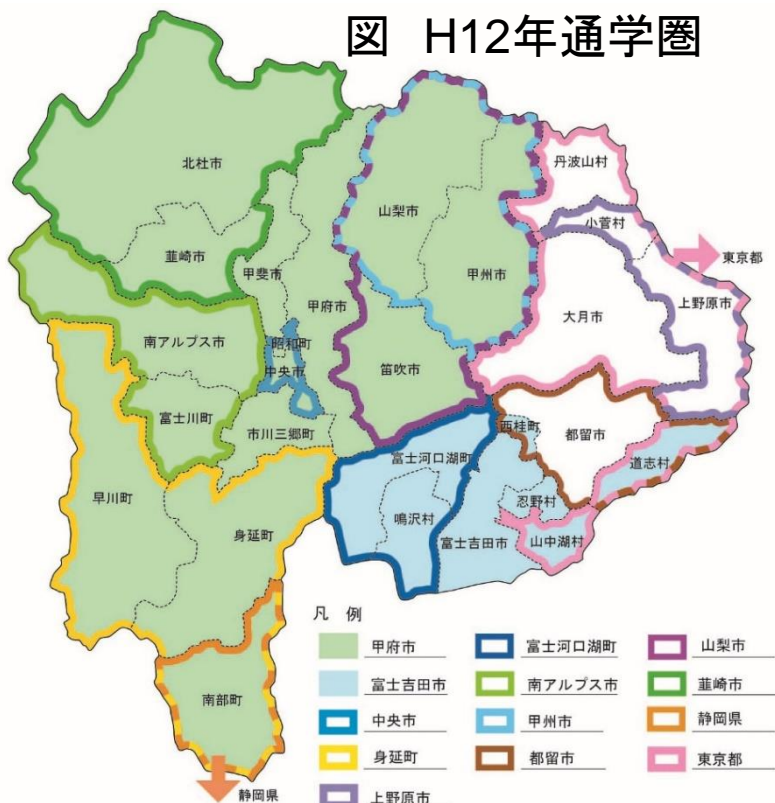 図 H12年通学圏
北杜市
丹波山村
山梨市
小菅村
韮崎市
甲斐市
甲州市
東京都
甲府市
上野原市
大月市
南アルプス市
昭和町
中央市
笛吹市
富士川町
市川三郷町
西桂町
都留市
富士河口湖町
道志村
早川町
忍野村
鳴沢村
身延町
富士吉田市
山中湖村
南部町
静岡県
凡 例
甲府市
富士河口湖町
山梨市
富士吉田市
南アルプス市
韮崎市
中央市
甲州市
静岡県
身延町
都留市
東京都
上野原市